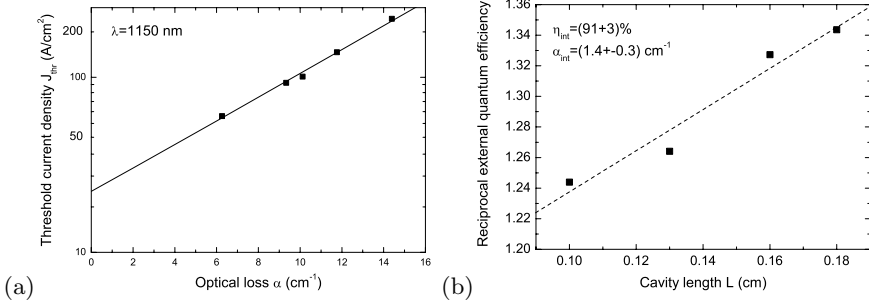 (a)
Threshold current density J_thr (A/cm²)
200
100
50
10
λ=1150 nm
0 2 4 6 8 10 12 14 16
Optical loss α (cm⁻¹)
(b)
Reciprocal external quantum efficiency
1.36
1.34
1.32
1.30
1.28
1.26
1.24
1.22
1.20
η_int=(91+3)%
α_int=(1.4+-0.3) cm⁻¹
0.10 0.12 0.14 0.16 0.18
Cavity length L (cm)